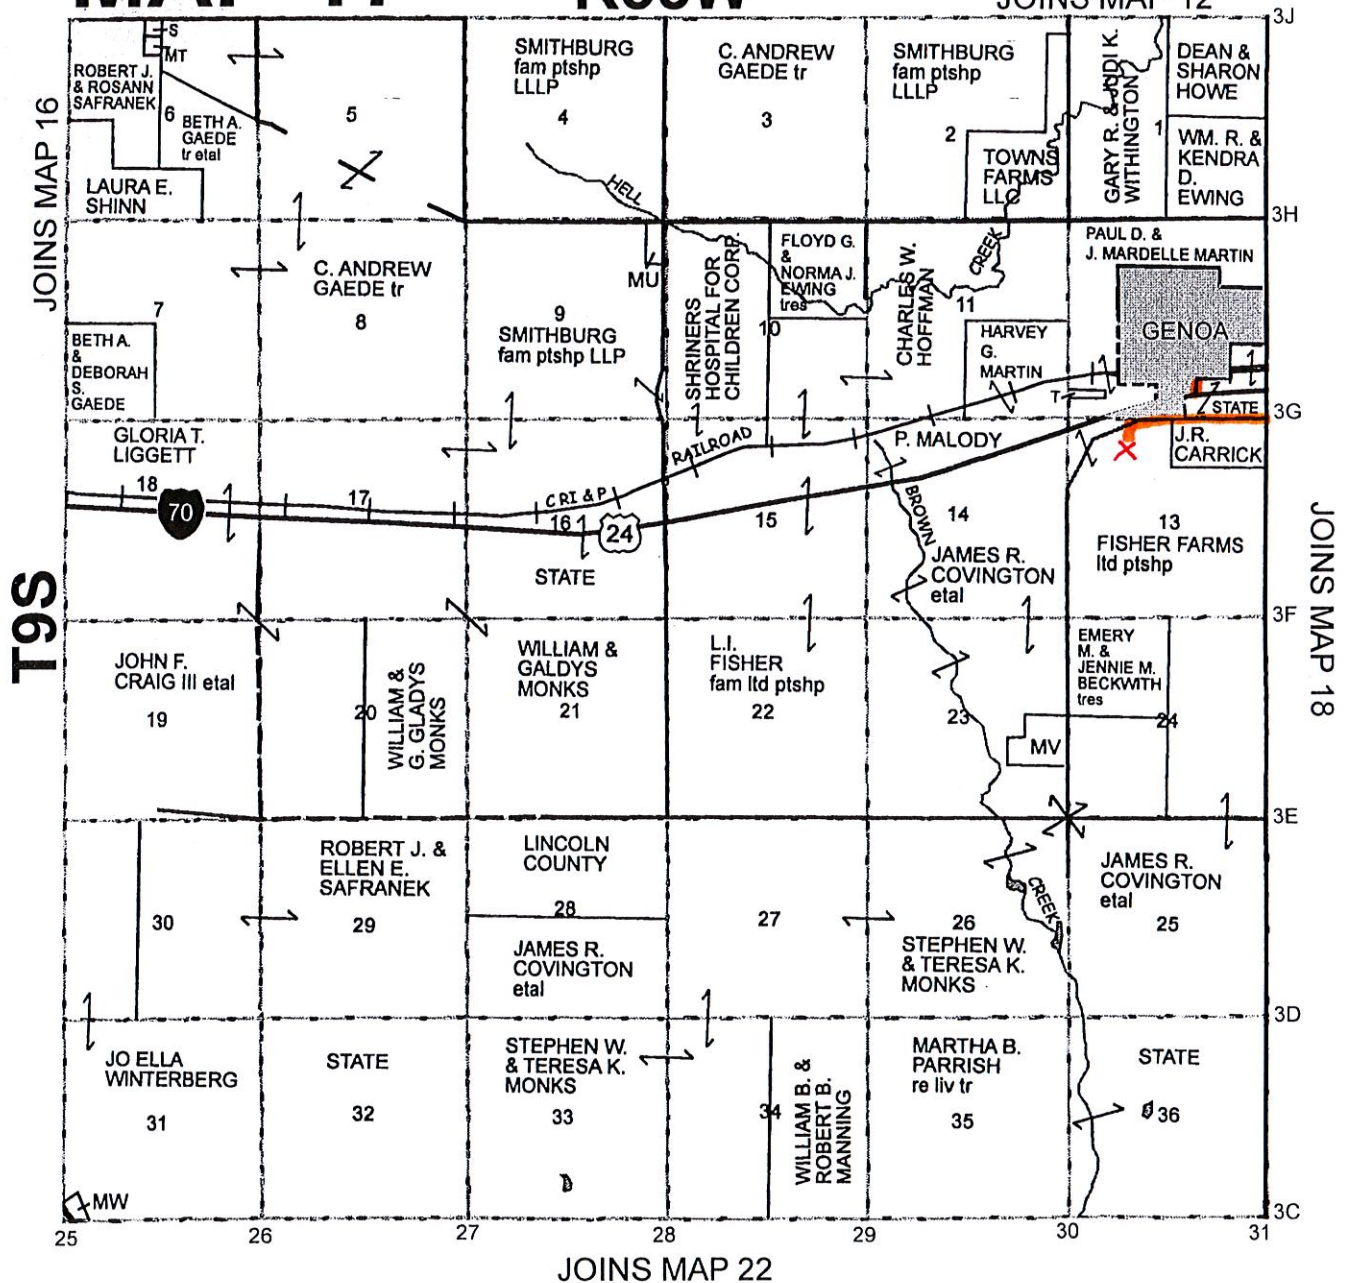 JOINS MAP 12
3J
S
MT
ROBERT J.
& ROSANN
SAFRANEK
6
BETH A.
GAEDE
tr etal
LAURA E.
SHINN
5
SMITHBURG
fam ptshp
LLLP
4
HELL
C. ANDREW
GAEDE tr
3
SMITHBURG
fam ptshp
LLLP
2
TOWNS
FARMS
LLC
CREEK
GARY R. & JUDI K.
WITHINGTON
1
DEAN &
SHARON
HOWE
WM. R. &
KENDRA
D.
EWING
3H
JOINS MAP 16
7
BETH A.
&
DEBORAH
S.
GAEDE
C. ANDREW
GAEDE tr
8
MU
9
SMITHBURG
fam ptshp LLP
SHRINERS
HOSPITAL FOR
CHILDREN CORP.
FLOYD G.
&
NORMA J.
EWING
tres
10
CHARLES W.
HOFFMAN
11
HARVEY
G.
MARTIN
PAUL D. &
J. MARDELLE MARTIN
GENOA
T
STATE
3G
GLORIA T.
LIGGETT
18
70
17
CRI & P
RAILROAD
16
24
STATE
15
P. MALODY
BROWN
14
JAMES R.
COVINGTON
etal
J.R.
CARRICK
13
FISHER FARMS
ltd ptshp
JOINS MAP 18
3F
T9S
JOHN F.
CRAIG III etal
19
20
WILLIAM &
G. GLADYS
MONKS
WILLIAM &
GALDYS
MONKS
21
L.I.
FISHER
fam ltd ptshp
22
23
MV
EMERY
M. &
JENNIE M.
BECKWITH
tres
24
3E
30
ROBERT J. &
ELLEN E.
SAFRANEK
29
LINCOLN
COUNTY
28
JAMES R.
COVINGTON
etal
27
26
STEPHEN W.
& TERESA K.
MONKS
CREEK
JAMES R.
COVINGTON
etal
25
3D
JO ELLA
WINTERBERG
31
STATE
32
STEPHEN W.
& TERESA K.
MONKS
33
34
WILLIAM B. &
ROBERT B.
MANNING
MARTHA B.
PARRISH
re liv tr
35
STATE
36
MW
3C
25 26 27 28 29 30 31
JOINS MAP 22